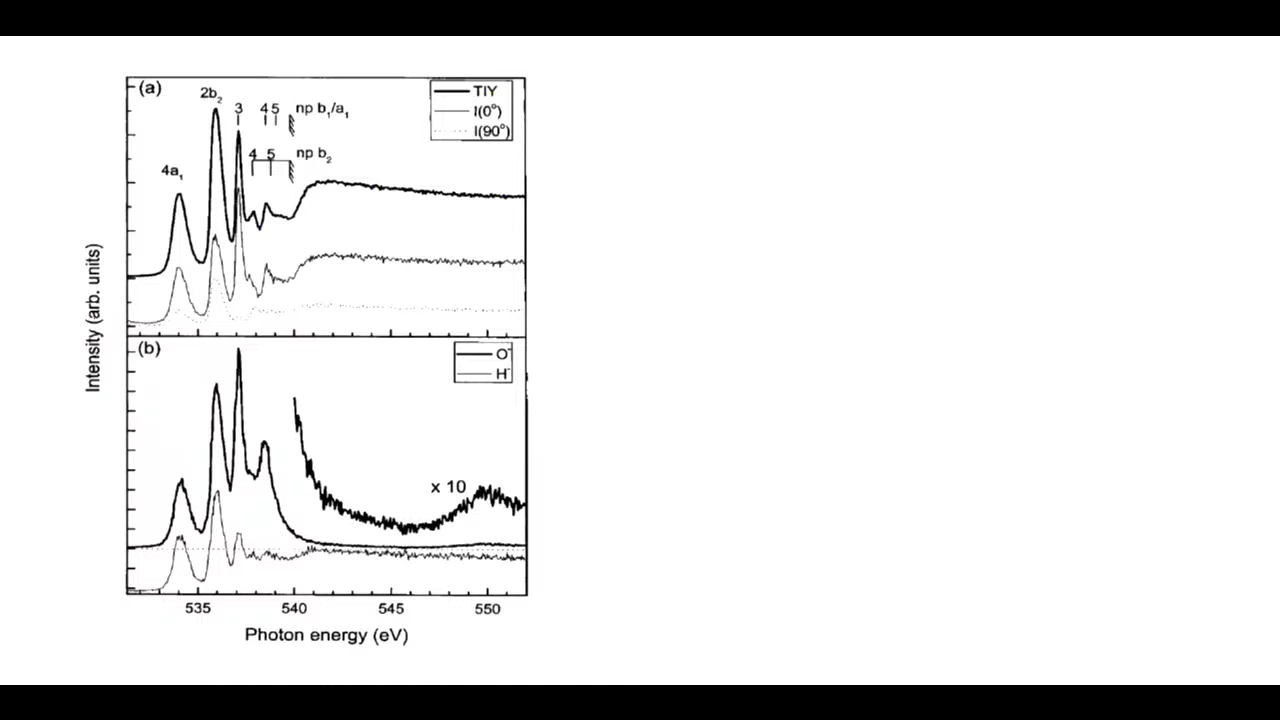 (a)
2b₂
3
4 5
np b₁/a₁
TIY
I(0°)
I(90°)
4a₁
4 5
np b₂
Intensity (arb. units)
(b)
O⁻
H⁻
x 10
535 540 545 550
Photon energy (eV)